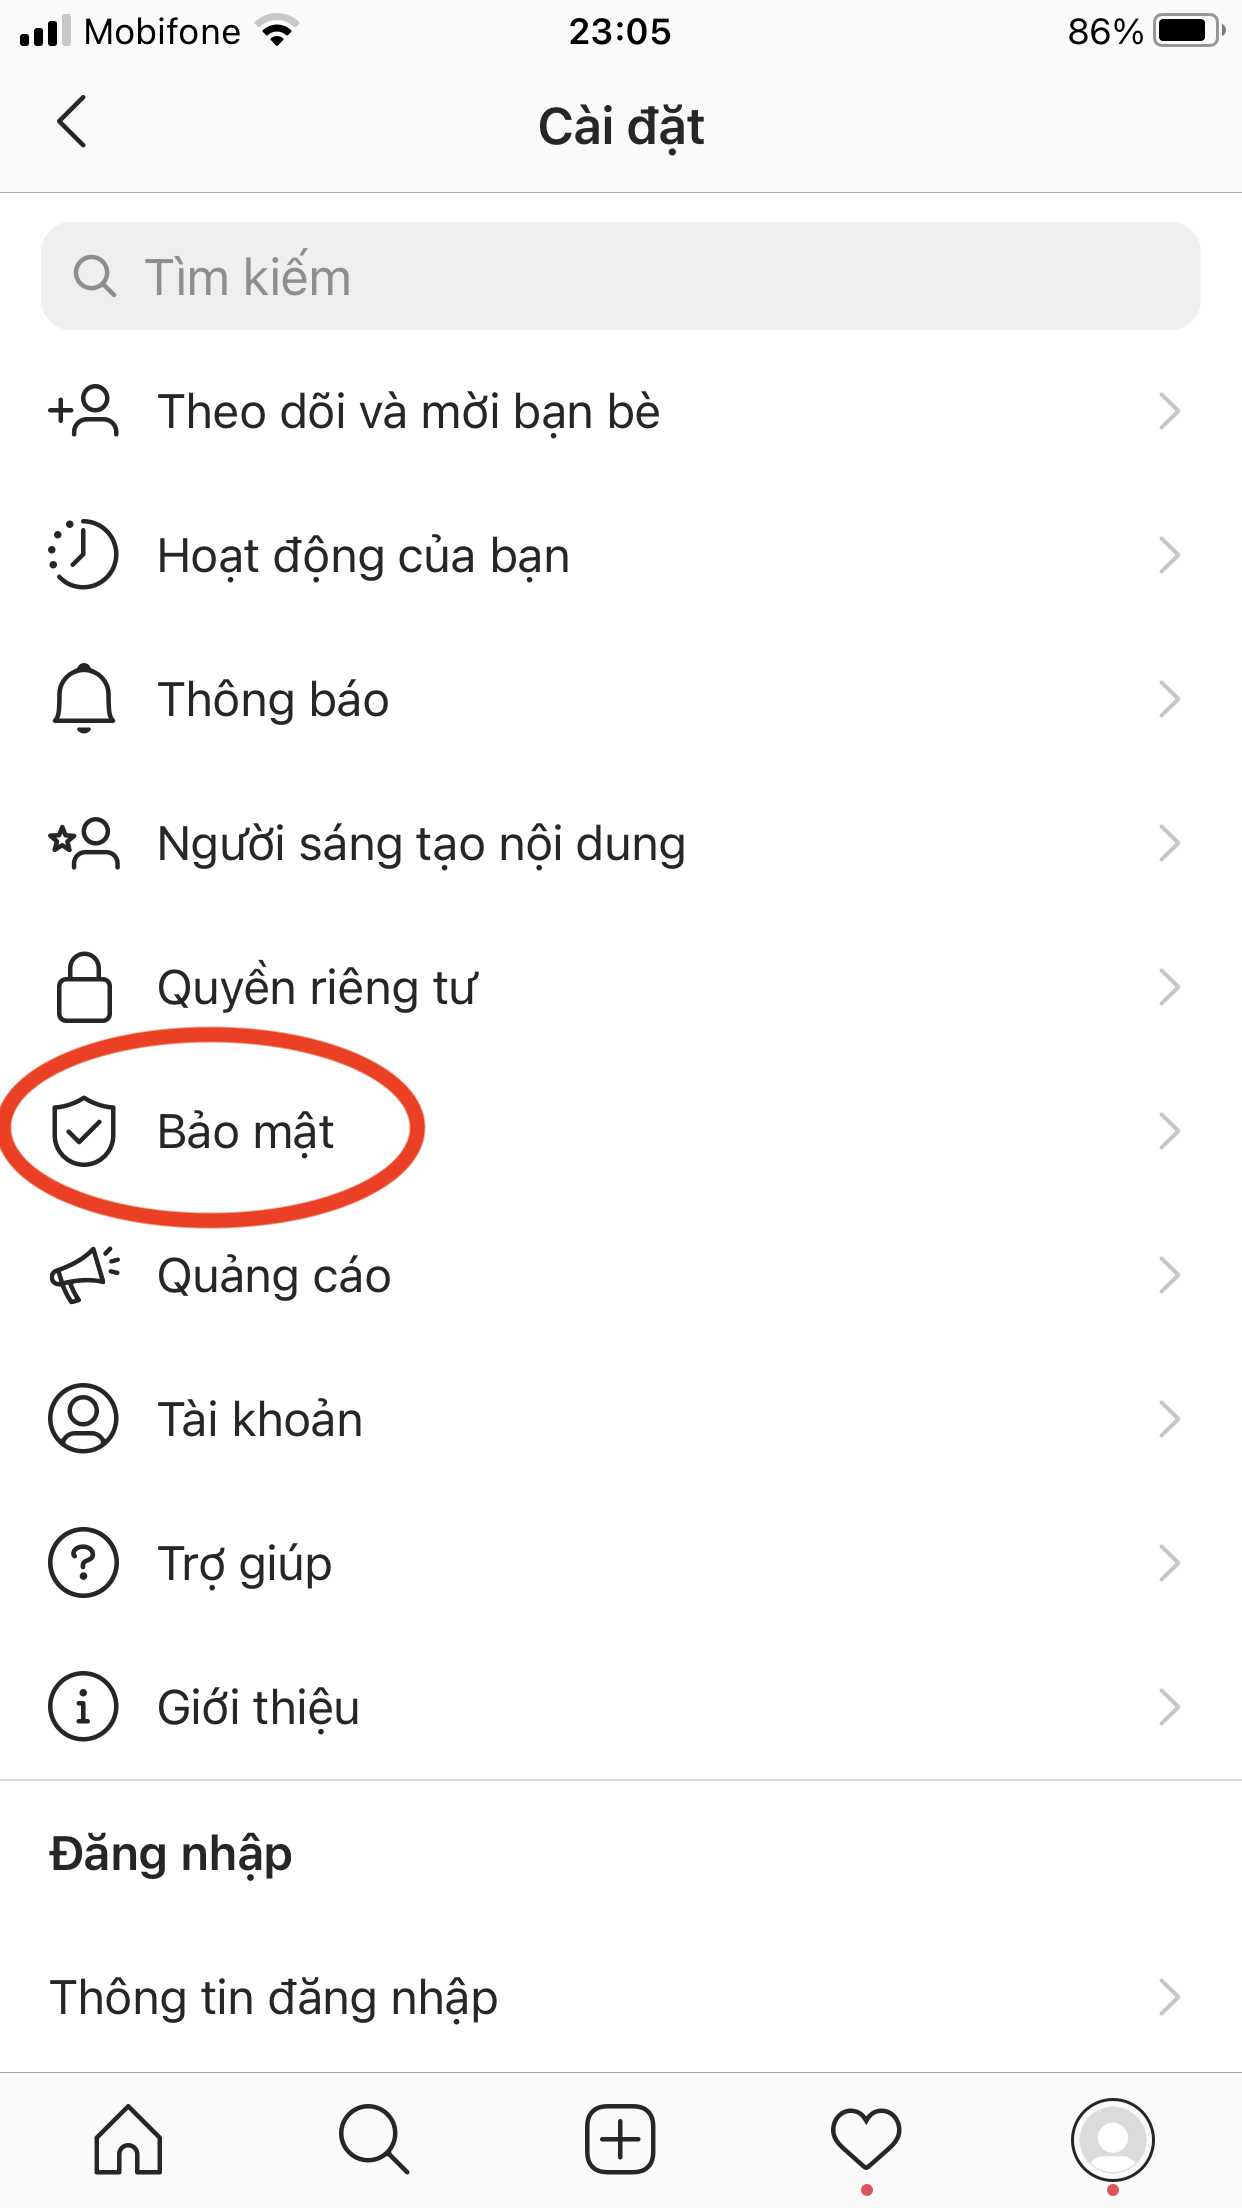 Mobifone 23:05 86%
Cài đặt
Tìm kiếm
Theo dõi và mời bạn bè
Hoạt động của bạn
Thông báo
Người sáng tạo nội dung
Quyền riêng tư
Bảo mật
Quảng cáo
Tài khoản
Trợ giúp
Giới thiệu
Đăng nhập
Thông tin đăng nhập